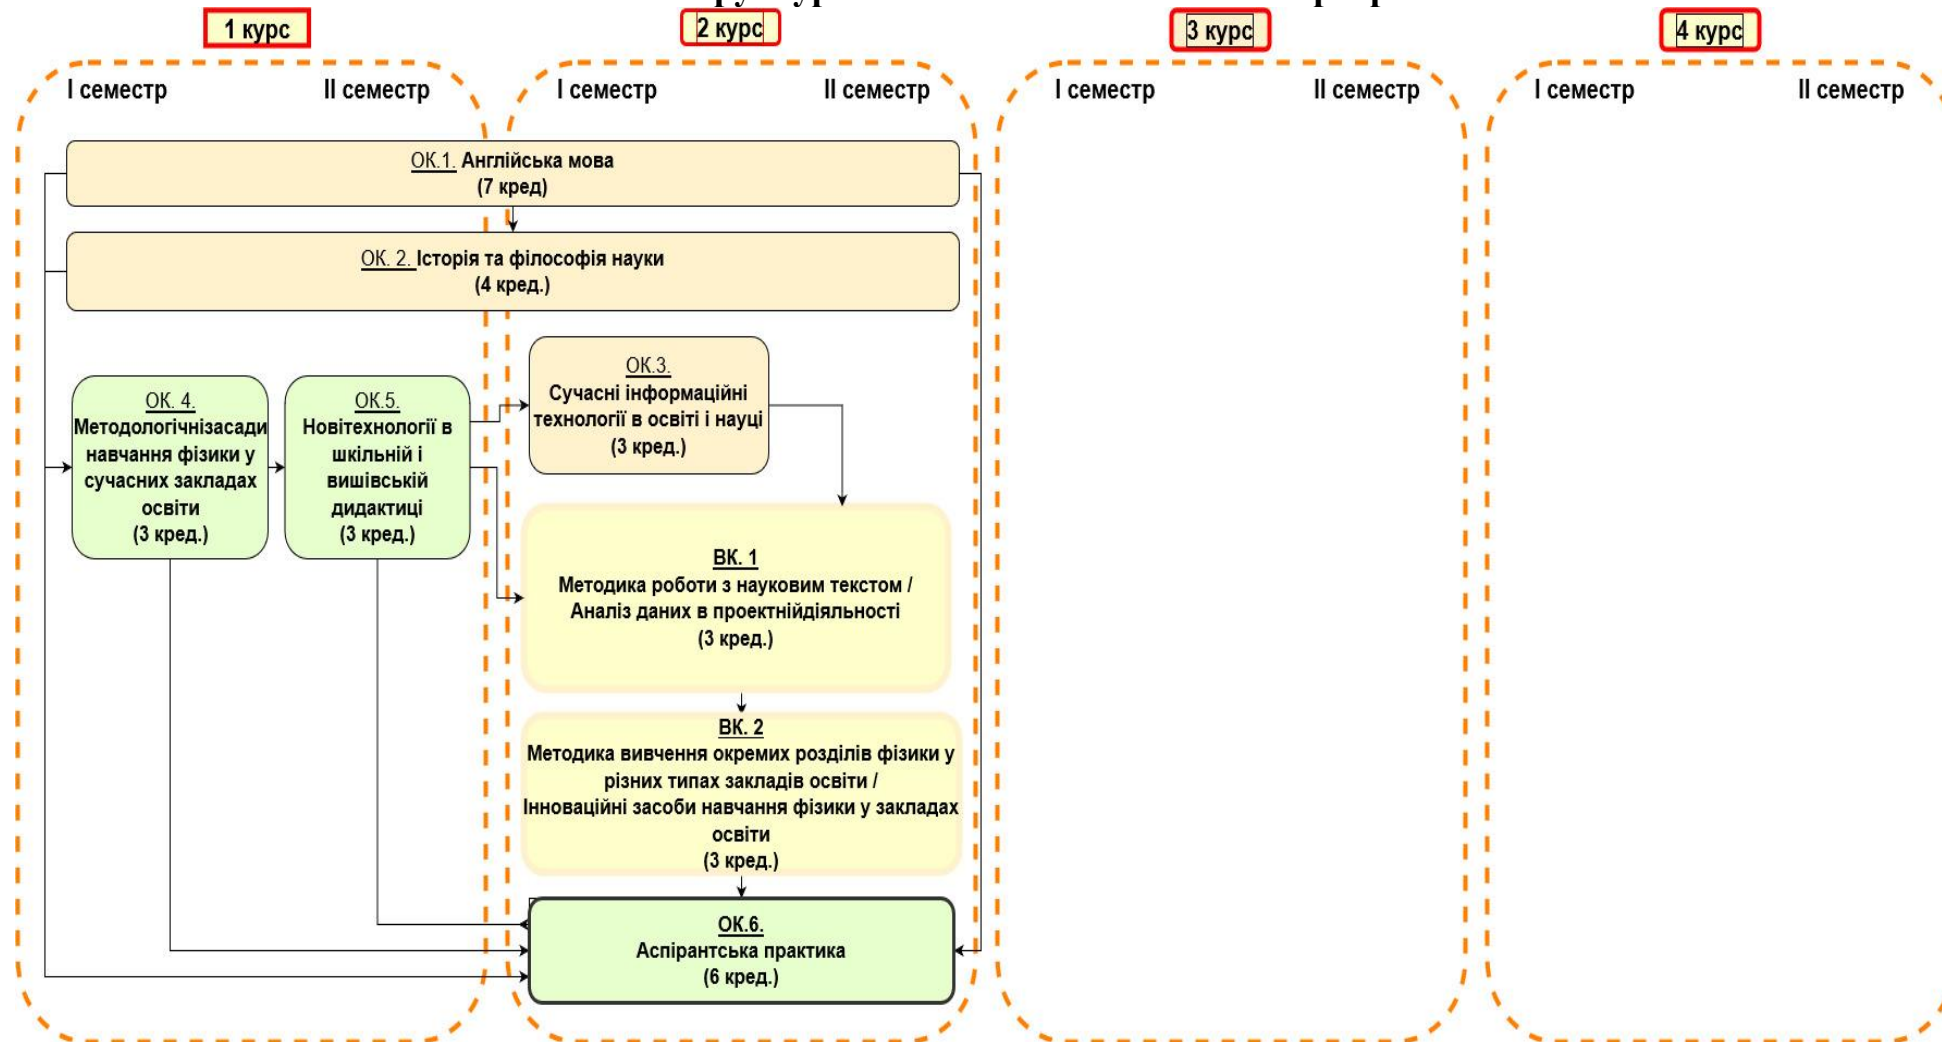 1 курс
2 курс
3 курс
4 курс
І семестр
ІІ семестр
І семестр
ІІ семестр
І семестр
ІІ семестр
І семестр
ІІ семестр
ОК.1. Англійська мова
(7 кред)
ОК. 2. Історія та філософія науки
(4 кред.)
ОК. 4.
Методологічнізасади
навчання фізики у
сучасних закладах
освіти
(3 кред.)
ОК.5.
Новітехнології в
шкільній і
вишівській
дидактиці
(3 кред.)
ОК.3.
Сучасні інформаційні
технології в освіті і науці
(3 кред.)
ВК. 1
Методика роботи з науковим текстом /
Аналіз даних в проектнійдіяльності
(3 кред.)
ВК. 2
Методика вивчення окремих розділів фізики у
різних типах закладів освіти /
Інноваційні засоби навчання фізики у закладах
освіти
(3 кред.)
ОК.6.
Аспірантська практика
(6 кред.)